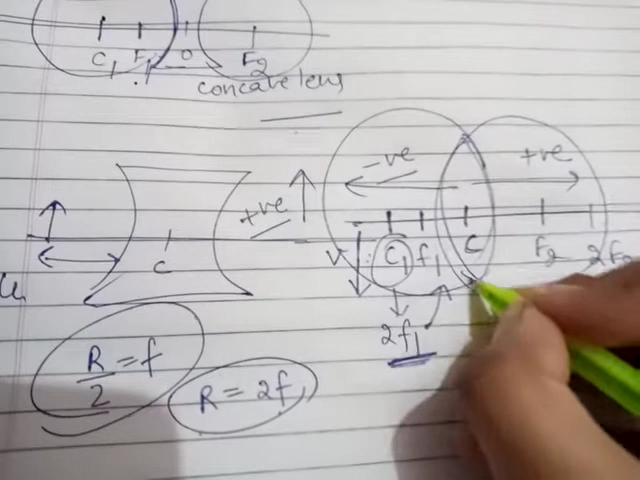 C₁ F₁ O F₂
concave lens
-ve +ve
+ve
C
C₁ f₁ C F₂ 2F₂
u
2f₁
R/2 = f
R = 2f